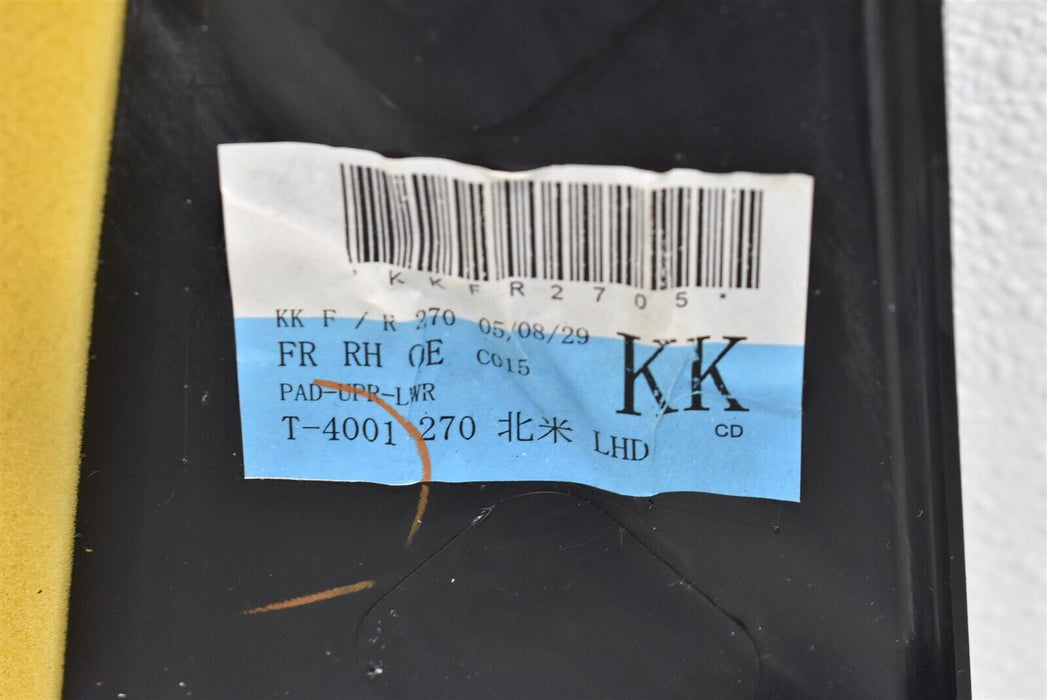 *KKFR2705*
KK F / R 270 05/08/29
FR RH OE C015
KK
PAD-UPR-LWR
CD
T-4001 270 北米 LHD